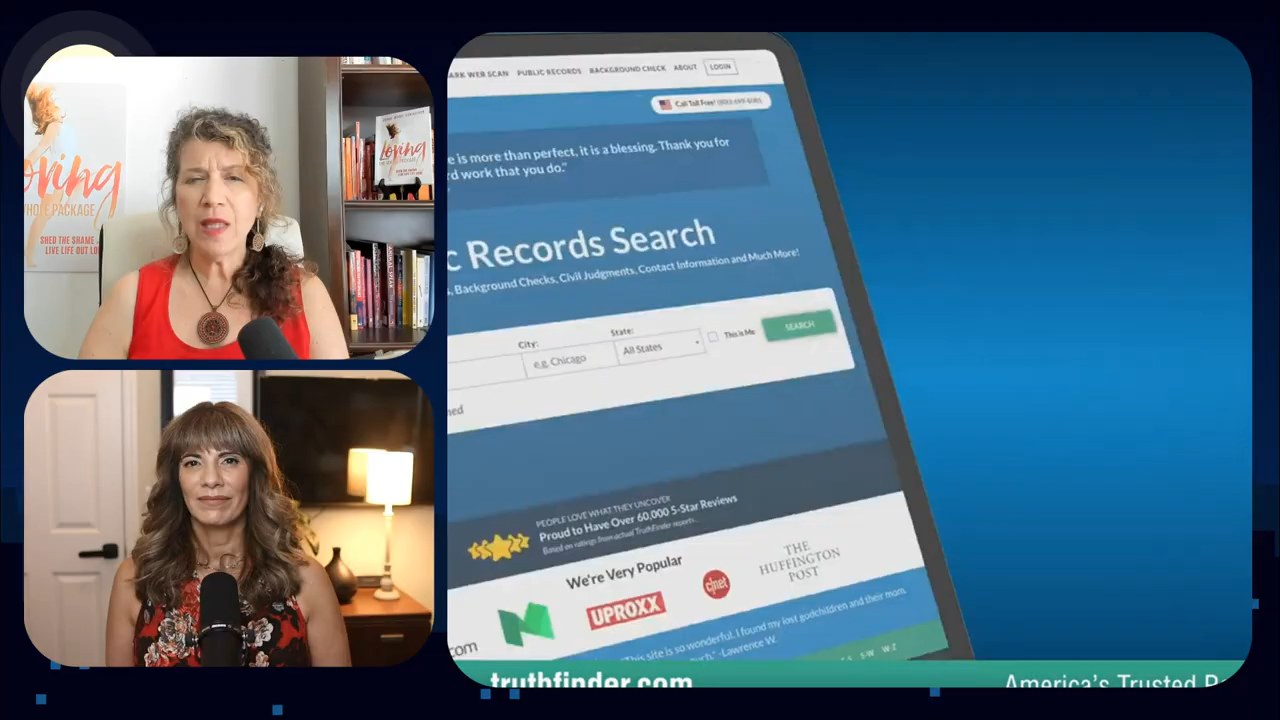 oving
WHOLE PACKAGE
SHED THE SHAME
LIVE LIFE OUT LO
Loving
ARK WEB SCAN PUBLIC RECORDS BACKGROUND CHECK ABOUT LOGIN
Call Toll Free!
e is more than perfect, it is a blessing. Thank you for
rd work that you do."
c Records Search
, Background Checks, Civil Judgments, Contact Information and Much More!
City: State:
e.g. Chicago All States This is Me SEARCH
ned
PEOPLE LOVE WHAT THEY UNCOVER
Proud to Have Over 60,000 5-Star Reviews
Based on ratings from actual TruthFinder reports...
We're Very Popular
.com UPROXX c|net THE HUFFINGTON POST
"This site is so wonderful. I found my lost godchildren and their mom.
uch." -Lawrence W.
truthfinder.com America's Trusted